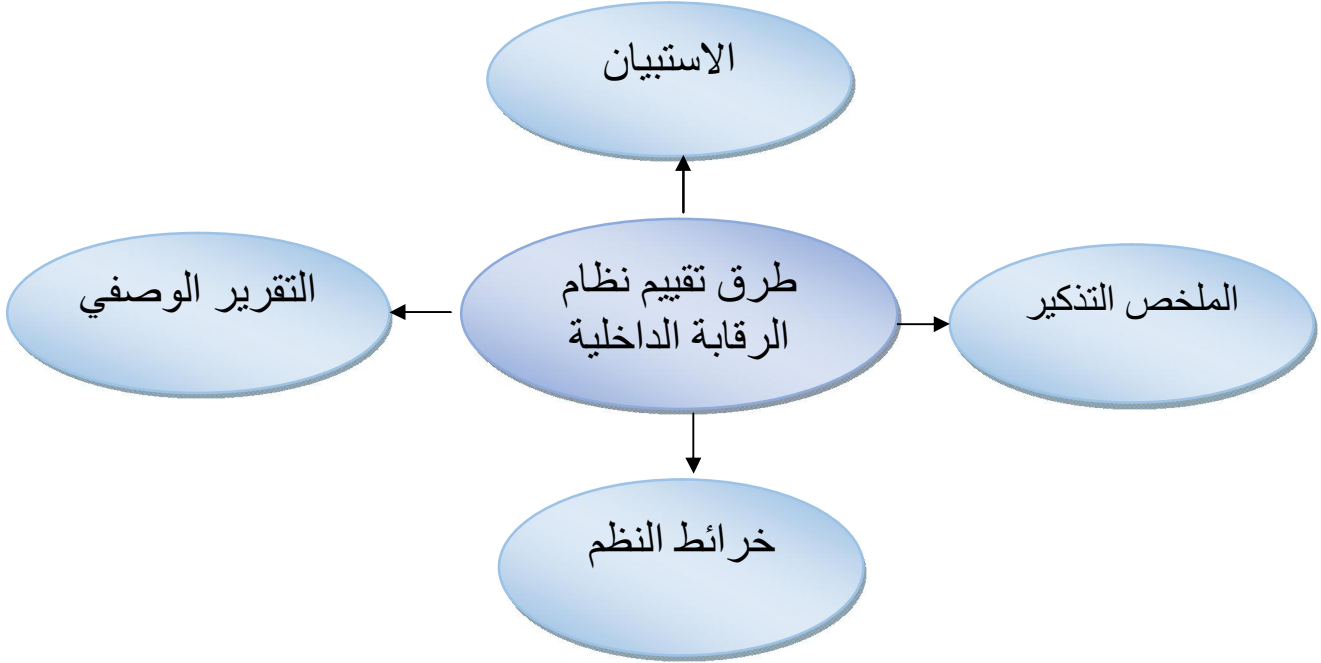 الاستبيان
طرق تقييم نظام
الرقابة الداخلية
الملخص التذكير
التقرير الوصفي
خرائط النظم